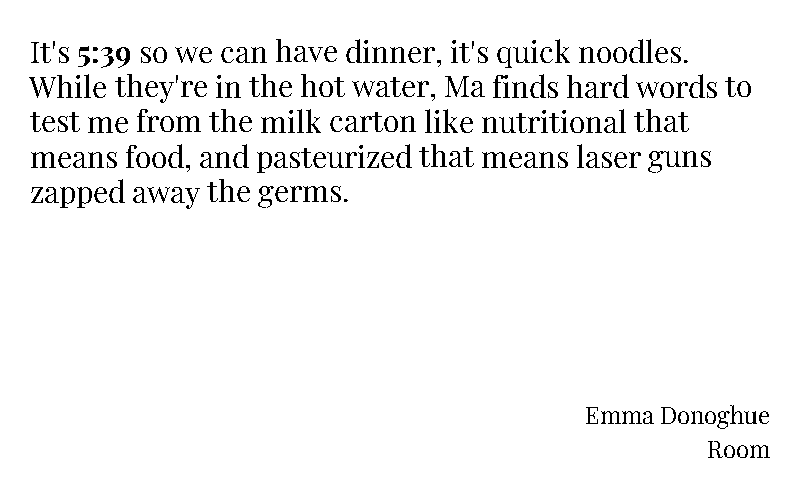 It's 5:39 so we can have dinner, it's quick noodles.
While they're in the hot water, Ma finds hard words to
test me from the milk carton like nutritional that
means food, and pasteurized that means laser guns
zapped away the germs.
Emma Donoghue
Room